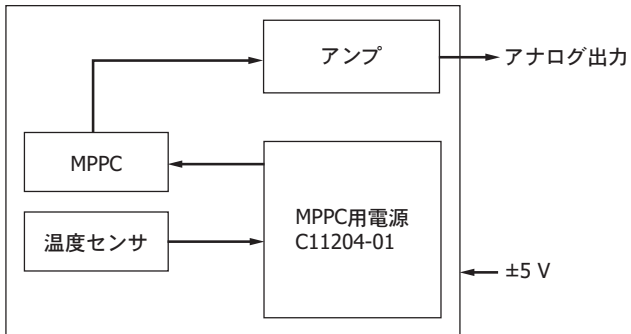 アンプ
アナログ出力
MPPC
MPPC用電源
C11204-01
温度センサ
±5 V